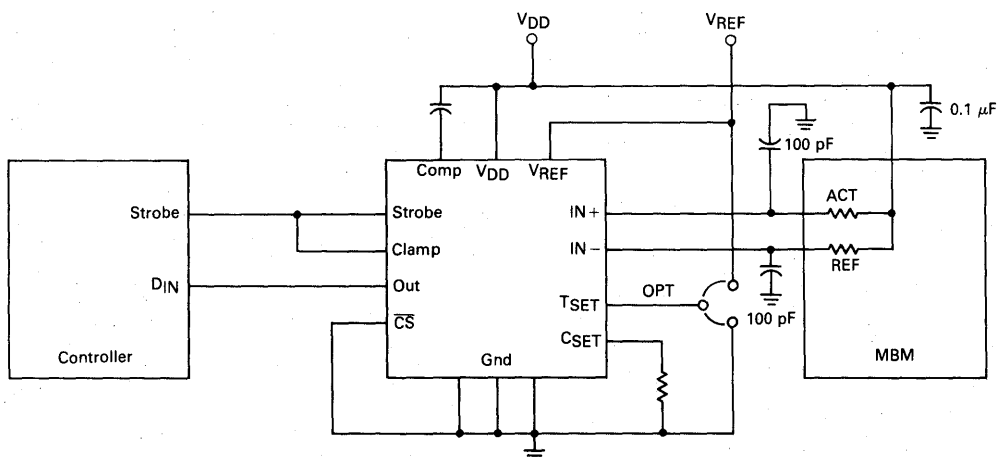 VDD
VREF
0.1 μF
100 pF
Comp
VDD
VREF
Strobe
Strobe
IN+
ACT
Clamp
IN−
REF
DIN
Out
TSET
OPT
100 pF
CS
CSET
Controller
Gnd
MBM